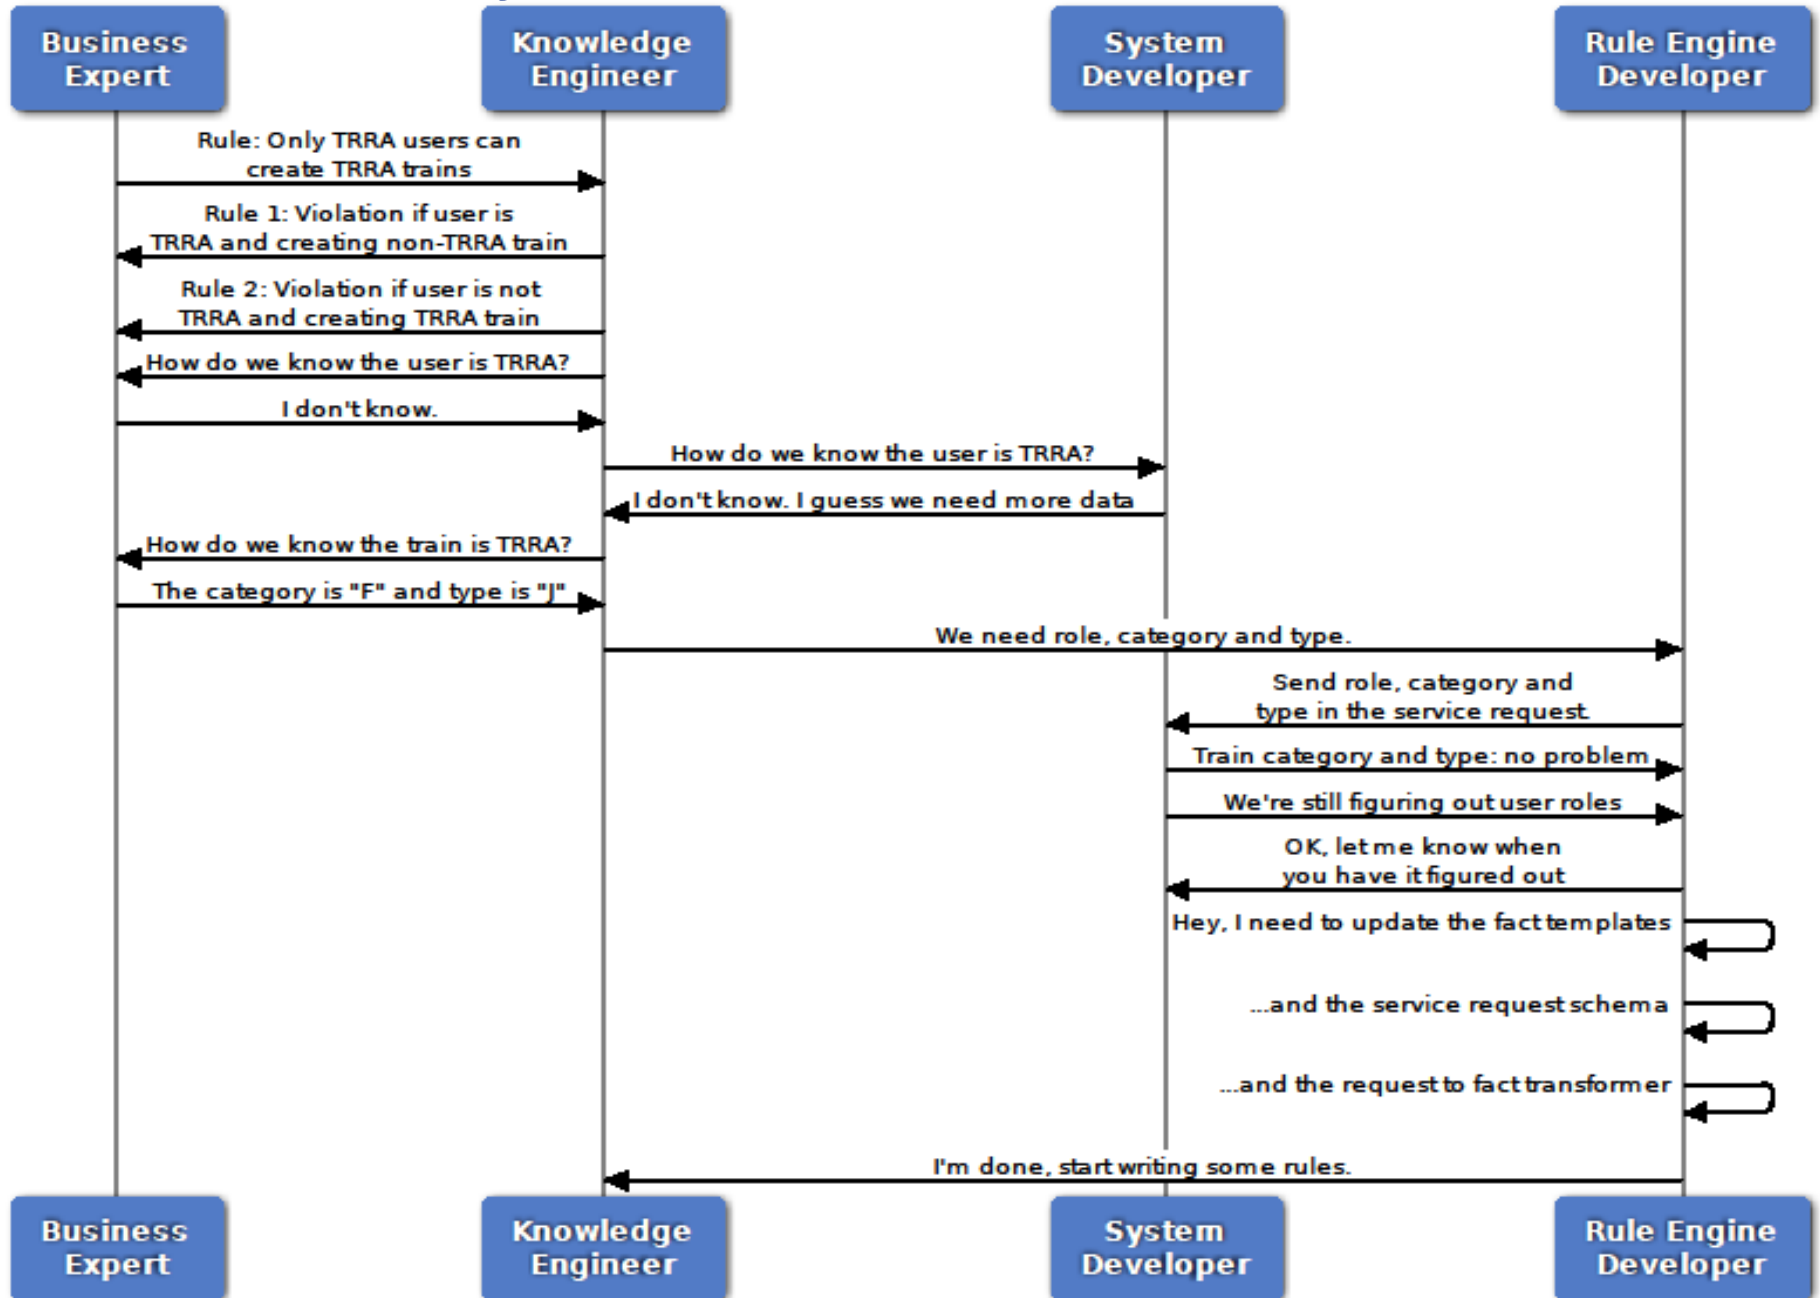 Business
Expert
Knowledge
Engineer
System
Developer
Rule Engine
Developer
Rule: Only TRRA users can
create TRRA trains
Rule 1: Violation if user is
TRRA and creating non-TRRA train
Rule 2: Violation if user is not
TRRA and creating TRRA train
How do we know the user is TRRA?
I don't know.
How do we know the user is TRRA?
I don't know. I guess we need more data
How do we know the train is TRRA?
The category is "F" and type is "J"
We need role, category and type.
Send role, category and
type in the service request.
Train category and type: no problem
We're still figuring out user roles
OK, let me know when
you have it figured out
Hey, I need to update the fact templates
...and the service request schema
...and the request to fact transformer
I'm done, start writing some rules.
Business
Expert
Knowledge
Engineer
System
Developer
Rule Engine
Developer